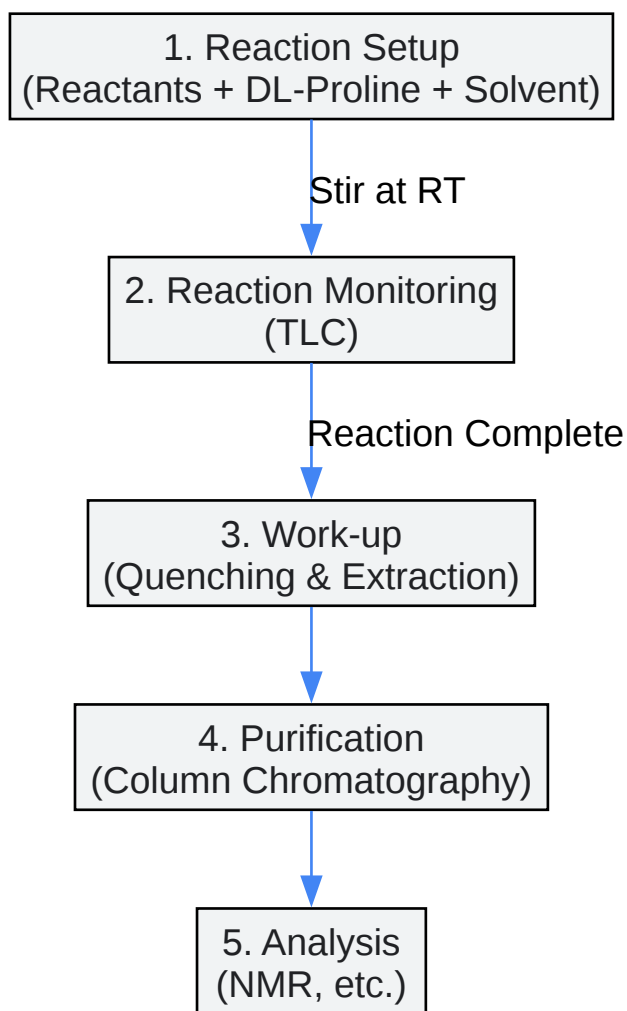 1. Reaction Setup
(Reactants + DL-Proline + Solvent)
Stir at RT
2. Reaction Monitoring
(TLC)
Reaction Complete
3. Work-up
(Quenching & Extraction)
4. Purification
(Column Chromatography)
5. Analysis
(NMR, etc.)